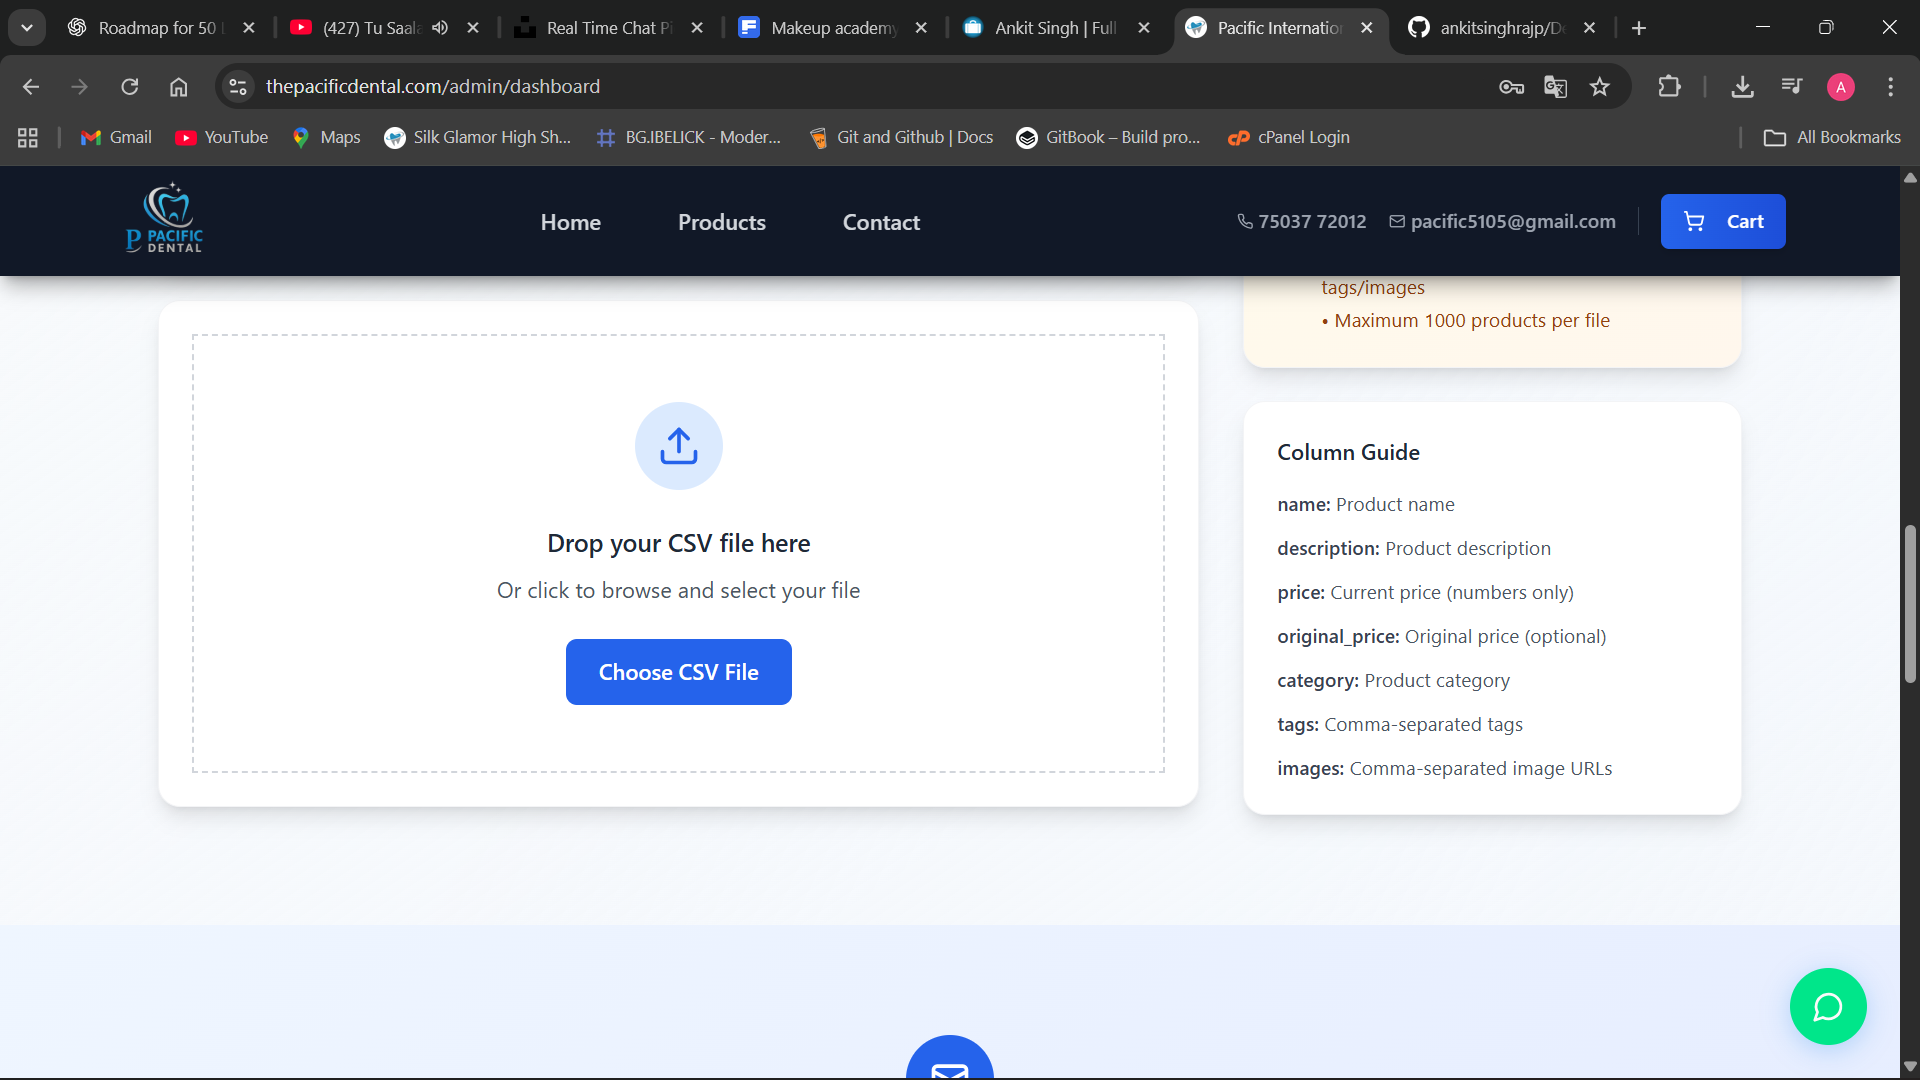 Roadmap for 50
(427) Tu Saala
Real Time Chat Pi
Makeup academy
Ankit Singh | Full
Pacific Internatio
ankitsinghrajp/De
thepacificdental.com/admin/dashboard
A
Gmail
YouTube
Maps
Silk Glamor High Sh...
BG.IBELICK - Moder...
Git and Github | Docs
GitBook – Build pro...
cPanel Login
All Bookmarks
P PACIFIC
DENTAL
Home
Products
Contact
75037 72012
pacific5105@gmail.com
Cart
tags/images
• Maximum 1000 products per file
Drop your CSV file here
Or click to browse and select your file
Choose CSV File
Column Guide
name: Product name
description: Product description
price: Current price (numbers only)
original_price: Original price (optional)
category: Product category
tags: Comma-separated tags
images: Comma-separated image URLs